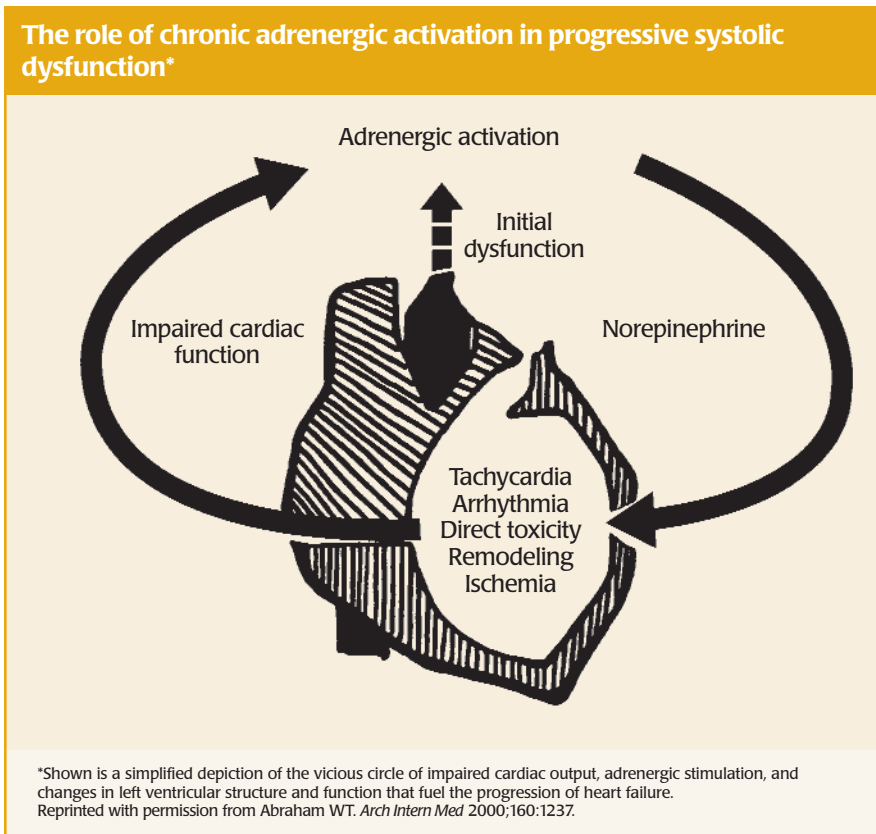 The role of chronic adrenergic activation in progressive systolic
dysfunction*
Adrenergic activation
Initial
dysfunction
Impaired cardiac
function
Norepinephrine
Tachycardia
Arrhythmia
Direct toxicity
Remodeling
Ischemia
*Shown is a simplified depiction of the vicious circle of impaired cardiac output, adrenergic stimulation, and
changes in left ventricular structure and function that fuel the progression of heart failure.
Reprinted with permission from Abraham WT. Arch Intern Med 2000;160:1237.